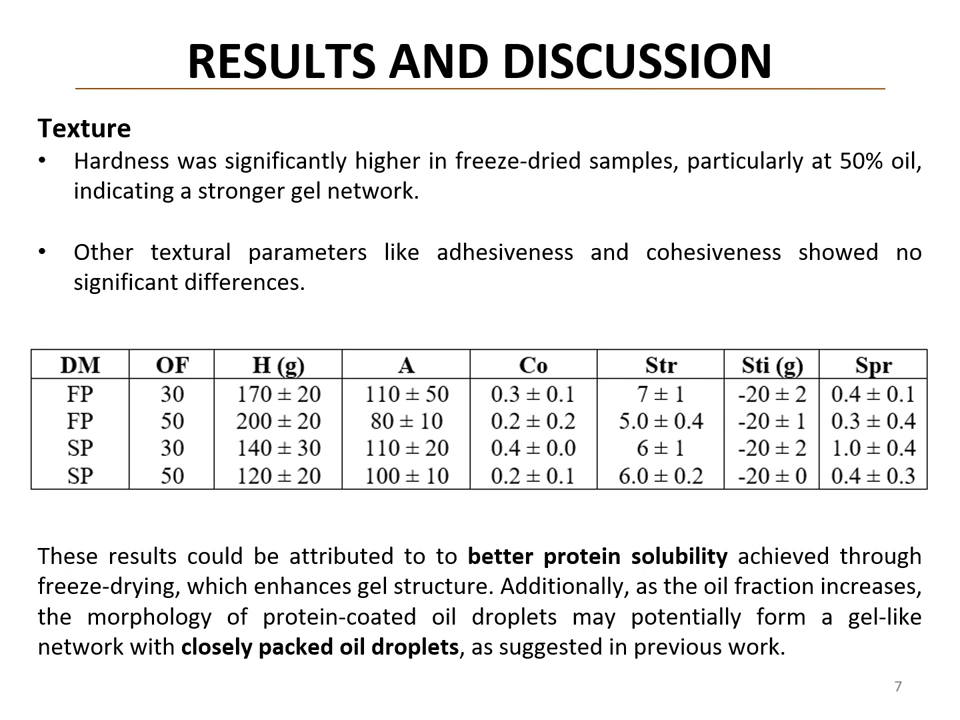 RESULTS AND DISCUSSION
Texture
• Hardness was significantly higher in freeze-dried samples, particularly at 50% oil,
indicating a stronger gel network.
• Other textural parameters like adhesiveness and cohesiveness showed no
significant differences.
DM OF H (g) A Co Str Sti (g) Spr
FP 30 170 ± 20 110 ± 50 0.3 ± 0.1 7 ± 1 -20 ± 2 0.4 ± 0.1
FP 50 200 ± 20 80 ± 10 0.2 ± 0.2 5.0 ± 0.4 -20 ± 1 0.3 ± 0.4
SP 30 140 ± 30 110 ± 20 0.4 ± 0.0 6 ± 1 -20 ± 2 1.0 ± 0.4
SP 50 120 ± 20 100 ± 10 0.2 ± 0.1 6.0 ± 0.2 -20 ± 0 0.4 ± 0.3
These results could be attributed to to better protein solubility achieved through
freeze-drying, which enhances gel structure. Additionally, as the oil fraction increases,
the morphology of protein-coated oil droplets may potentially form a gel-like
network with closely packed oil droplets, as suggested in previous work.
7